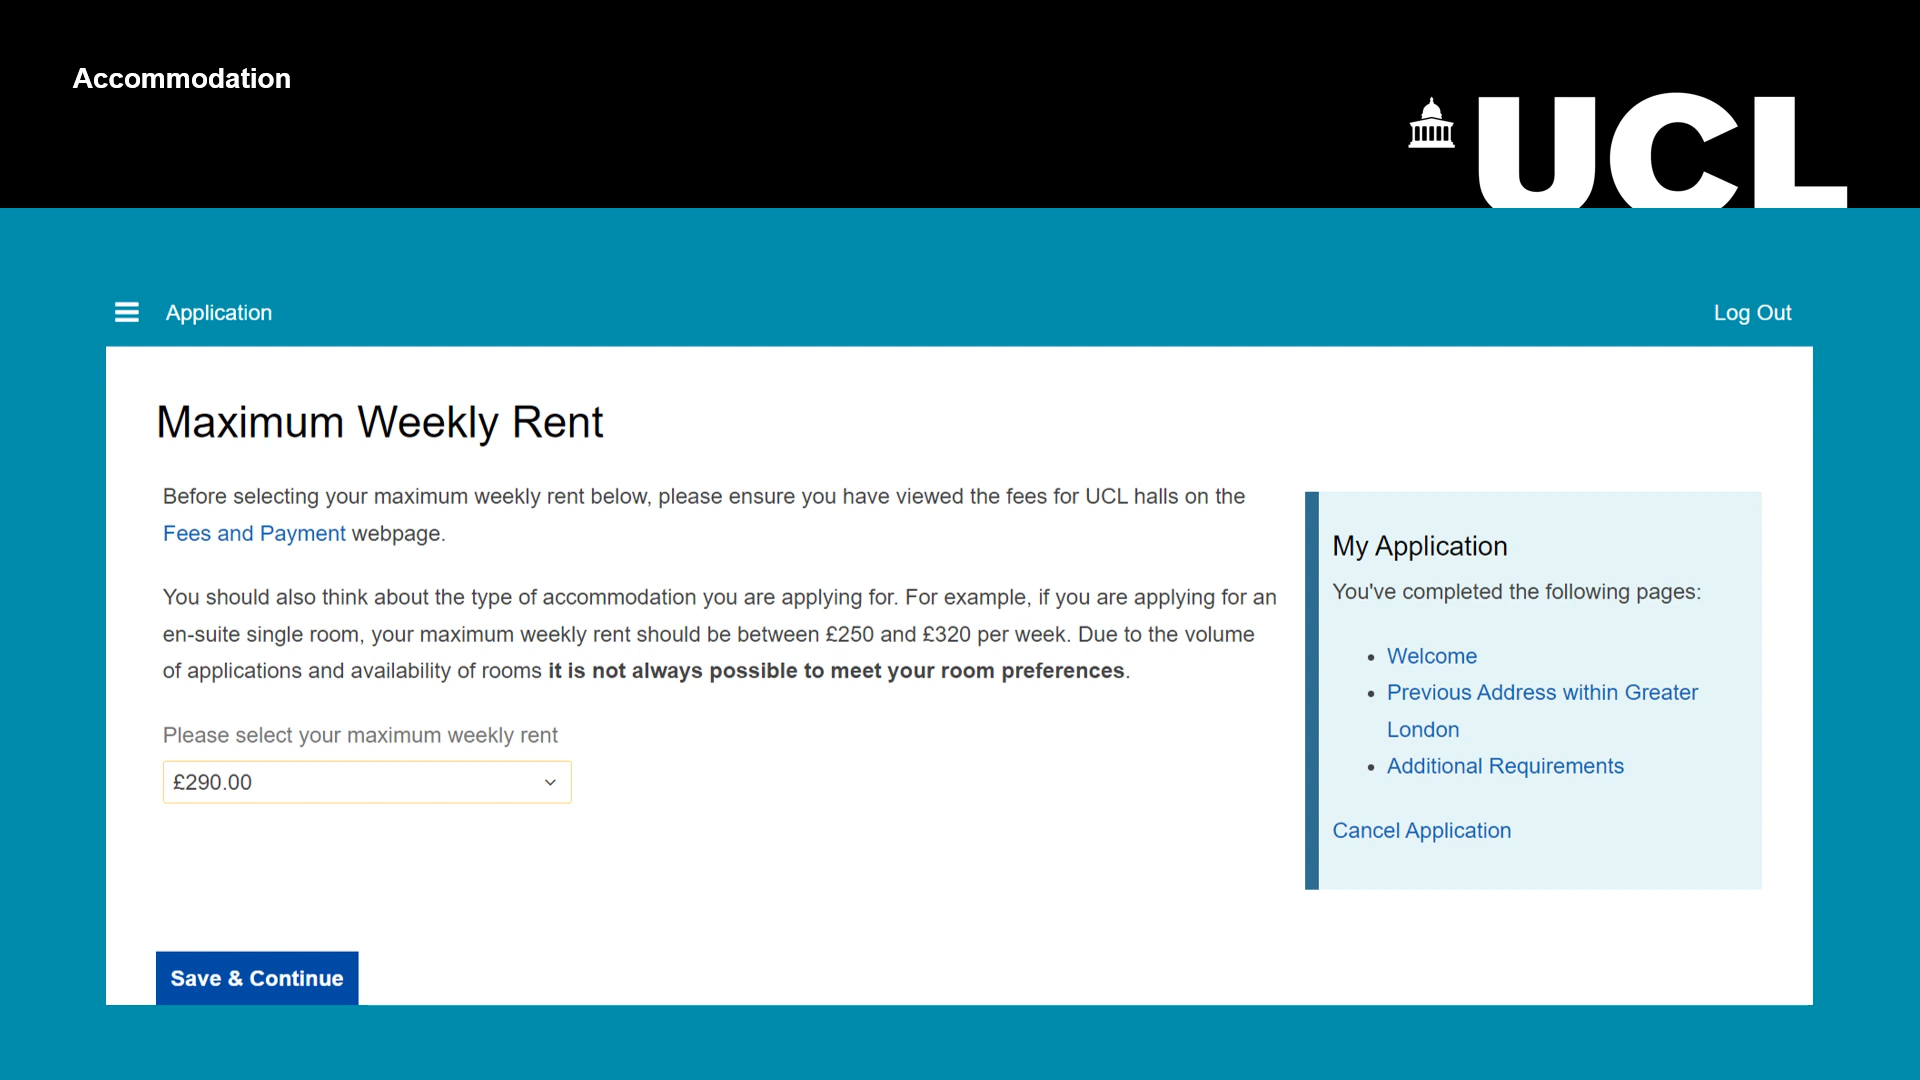 Accommodation
UCL
Application
Log Out
Maximum Weekly Rent
Before selecting your maximum weekly rent below, please ensure you have viewed the fees for UCL halls on the
Fees and Payment webpage.
You should also think about the type of accommodation you are applying for. For example, if you are applying for an
en-suite single room, your maximum weekly rent should be between £250 and £320 per week. Due to the volume
of applications and availability of rooms it is not always possible to meet your room preferences.
Please select your maximum weekly rent
£290.00
Save & Continue
My Application
You've completed the following pages:
• Welcome
• Previous Address within Greater
London
• Additional Requirements
Cancel Application